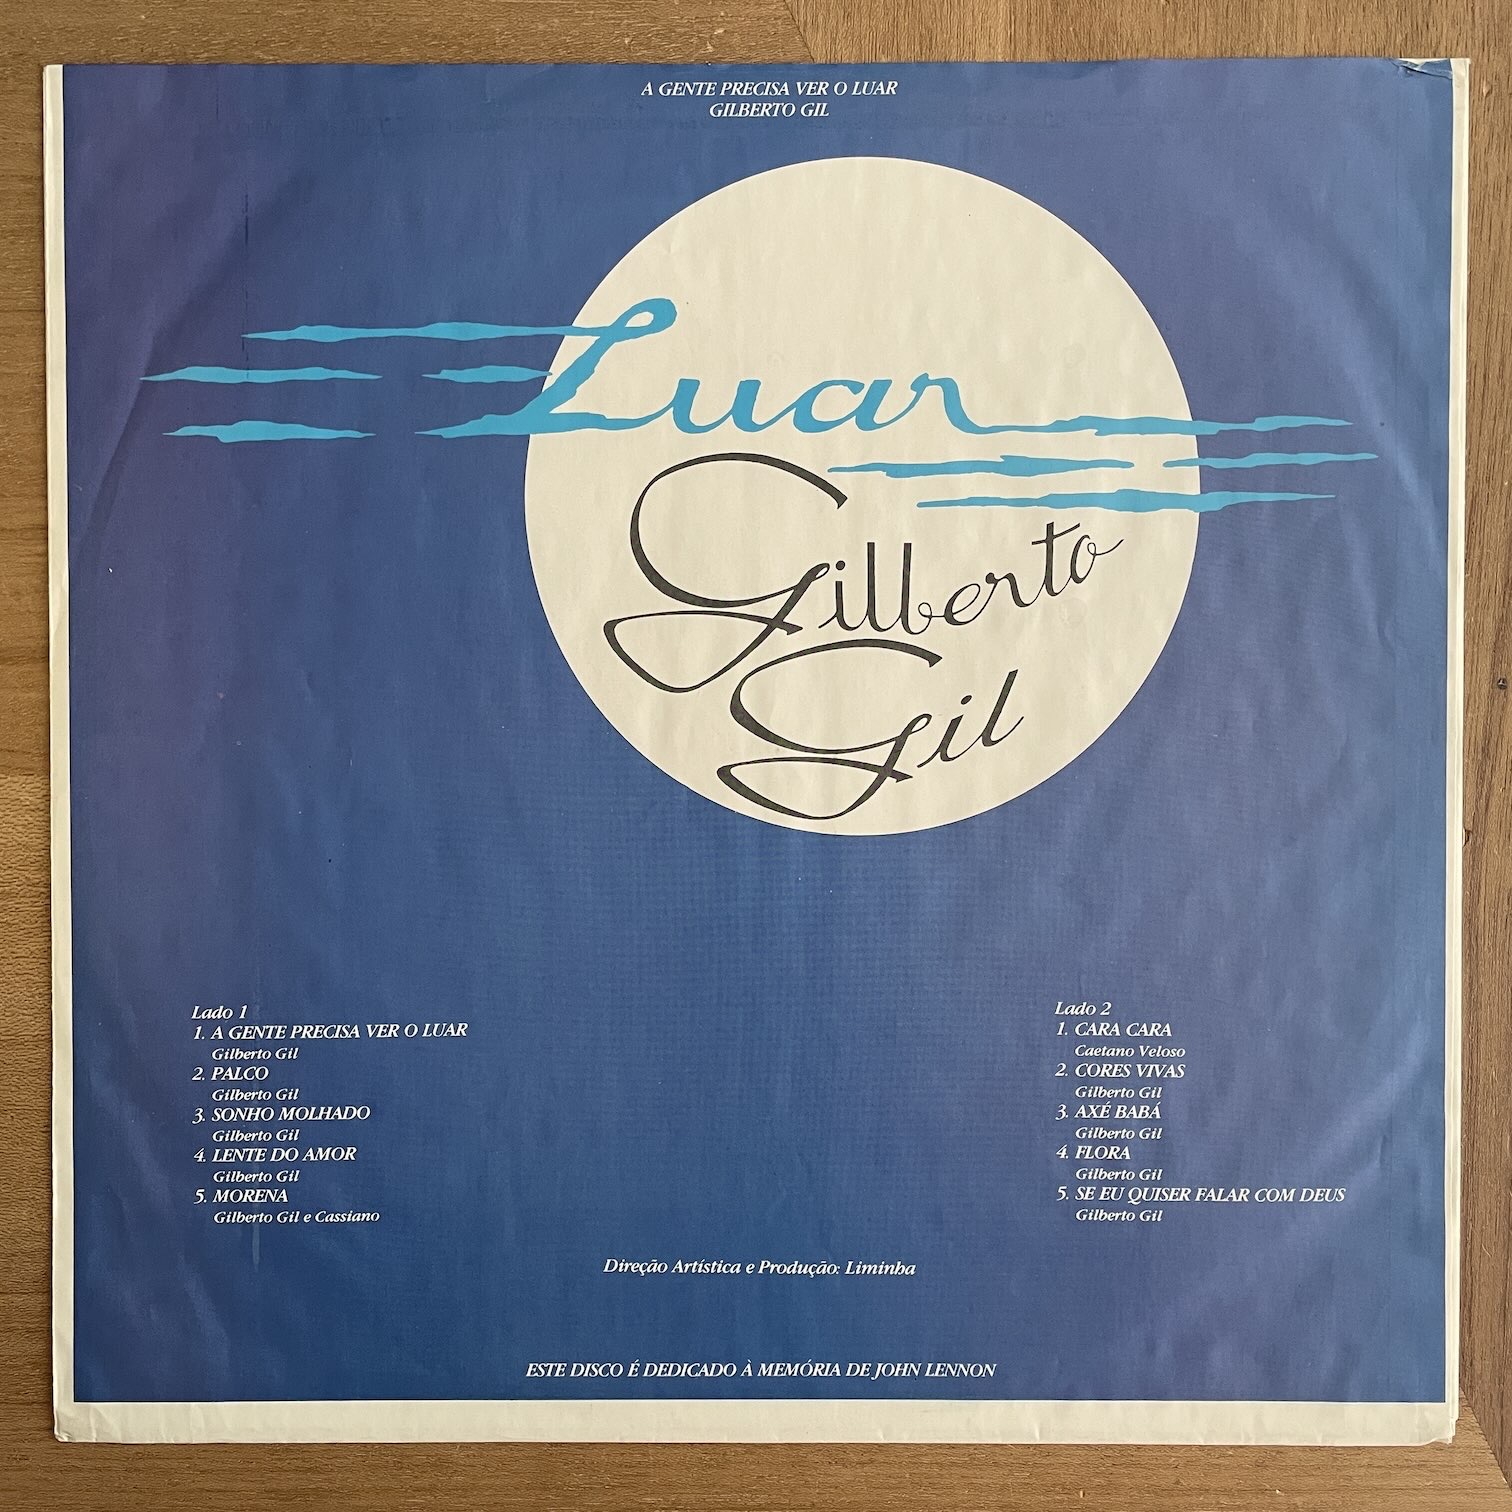 A GENTE PRECISA VER O LUAR
GILBERTO GIL
Luar
Gilberto
Gil
Lado 1
1. A GENTE PRECISA VER O LUAR
Gilberto Gil
2. PALCO
Gilberto Gil
3. SONHO MOLHADO
Gilberto Gil
4. LENTE DO AMOR
Gilberto Gil
5. MORENA
Gilberto Gil e Cassiano
Lado 2
1. CARA CARA
Caetano Veloso
2. CORES VIVAS
Gilberto Gil
3. AXÉ BABÁ
Gilberto Gil
4. FLORA
Gilberto Gil
5. SE EU QUISER FALAR COM DEUS
Gilberto Gil
Direção Artística e Produção: Liminha
ESTE DISCO É DEDICADO À MEMÓRIA DE JOHN LENNON